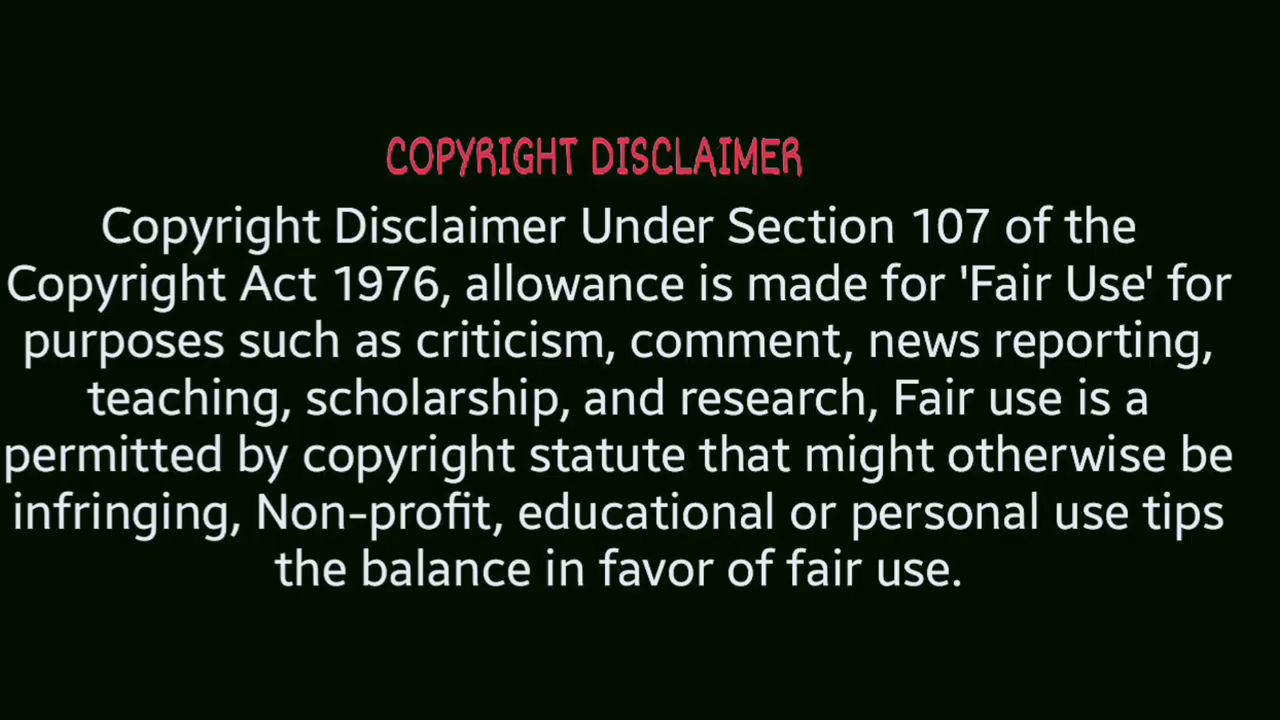 COPYRIGHT DISCLAIMER
Copyright Disclaimer Under Section 107 of the
Copyright Act 1976, allowance is made for 'Fair Use' for
purposes such as criticism, comment, news reporting,
teaching, scholarship, and research, Fair use is a
permitted by copyright statute that might otherwise be
infringing, Non-profit, educational or personal use tips
the balance in favor of fair use.